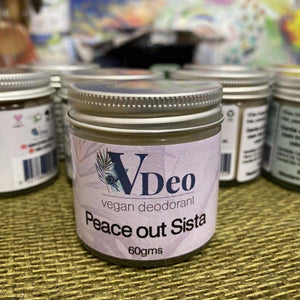 VDeo
vegan deodorant
Peace out Sista
60gms